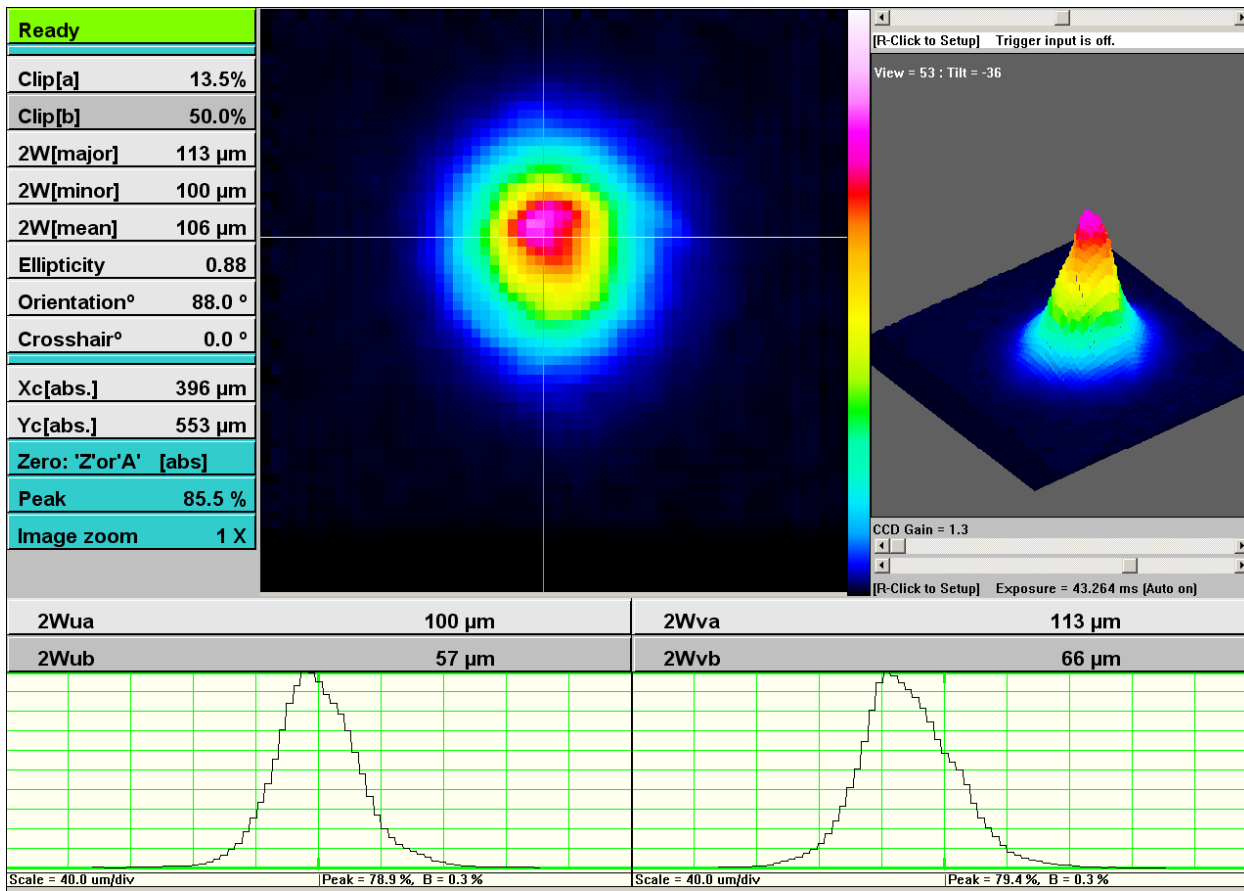 Ready
Clip[a] 13.5%
Clip[b] 50.0%
2W[major] 113 µm
2W[minor] 100 µm
2W[mean] 106 µm
Ellipticity 0.88
Orientationº 88.0 º
Crosshairº 0.0 º
Xc[abs.] 396 µm
Yc[abs.] 553 µm
Zero: 'Z'or'A' [abs]
Peak 85.5 %
Image zoom 1 X
[R-Click to Setup] Trigger input is off.
View = 53 : Tilt = -36
CCD Gain = 1.3
[R-Click to Setup] Exposure = 43.264 ms (Auto on)
2Wua 100 µm
2Wub 57 µm
2Wva 113 µm
2Wvb 66 µm
Scale = 40.0 um/div Peak = 78.9 %, B = 0.3 %
Scale = 40.0 um/div Peak = 79.4 %, B = 0.3 %